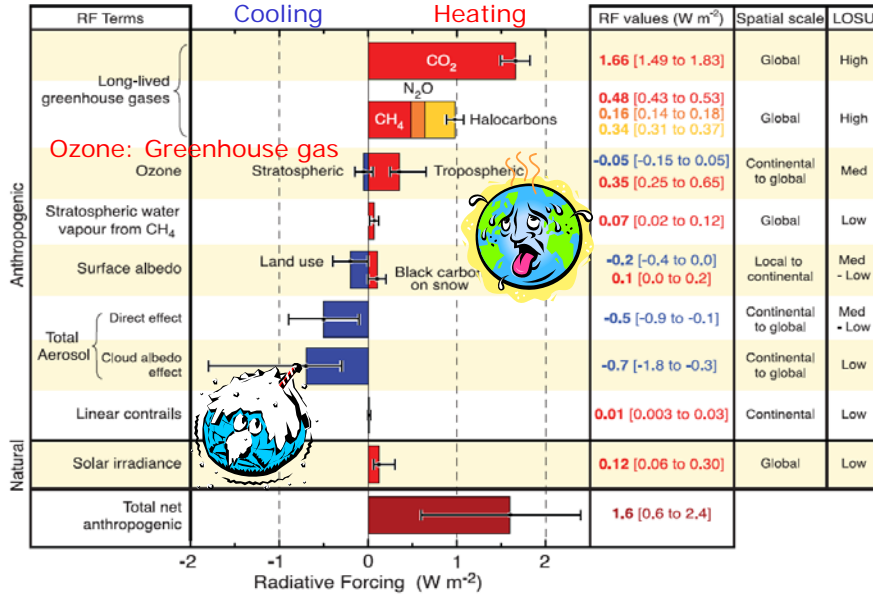 Cooling Heating
RF Terms RF values (W m⁻²) Spatial scale LOSU
Anthropogenic
Long-lived
greenhouse gases
CO₂ 1.66 [1.49 to 1.83] Global High
N₂O
CH₄ Halocarbons
0.48 [0.43 to 0.53]
0.16 [0.14 to 0.18]
0.34 [0.31 to 0.37]
Global High
Ozone: Greenhouse gas
Ozone Stratospheric Tropospheric
-0.05 [-0.15 to 0.05]
0.35 [0.25 to 0.65]
Continental
to global
Med
Stratospheric water
vapour from CH₄
0.07 [0.02 to 0.12] Global Low
Surface albedo Land use
Black carbon
on snow
-0.2 [-0.4 to 0.0]
0.1 [0.0 to 0.2]
Local to
continental
Med
- Low
Total
Aerosol
Direct effect
-0.5 [-0.9 to -0.1]
Continental
to global
Med
- Low
Cloud albedo
effect
-0.7 [-1.8 to -0.3]
Continental
to global
Low
Linear contrails 0.01 [0.003 to 0.03] Continental Low
Natural
Solar irradiance 0.12 [0.06 to 0.30] Global Low
Total net
anthropogenic
1.6 [0.6 to 2.4]
-2 -1 0 1 2
Radiative Forcing (W m⁻²)